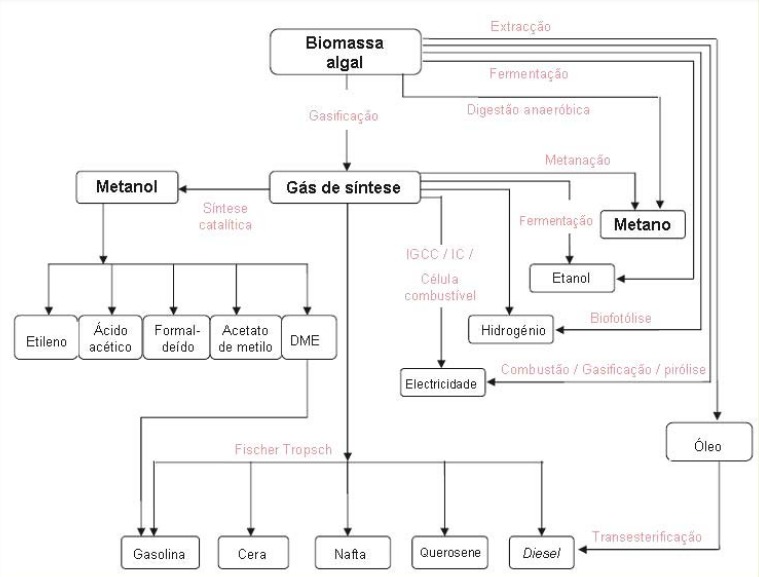 Extracção
Biomassa
algal
Fermentação
Digestão anaeróbica
Gasificação
Metanação
Metanol
Gás de síntese
Síntese
catalítica
Fermentação
Metano
IGCC / IC /
Célula
combustível
Etanol
Etileno
Ácido
acético
Formal-
deído
Acetato
de metilo
DME
Hidrogénio
Biofotólise
Electricidade
Combustão / Gasificação / pirólise
Óleo
Fischer Tropsch
Transesterificação
Gasolina
Cera
Nafta
Querosene
Diesel